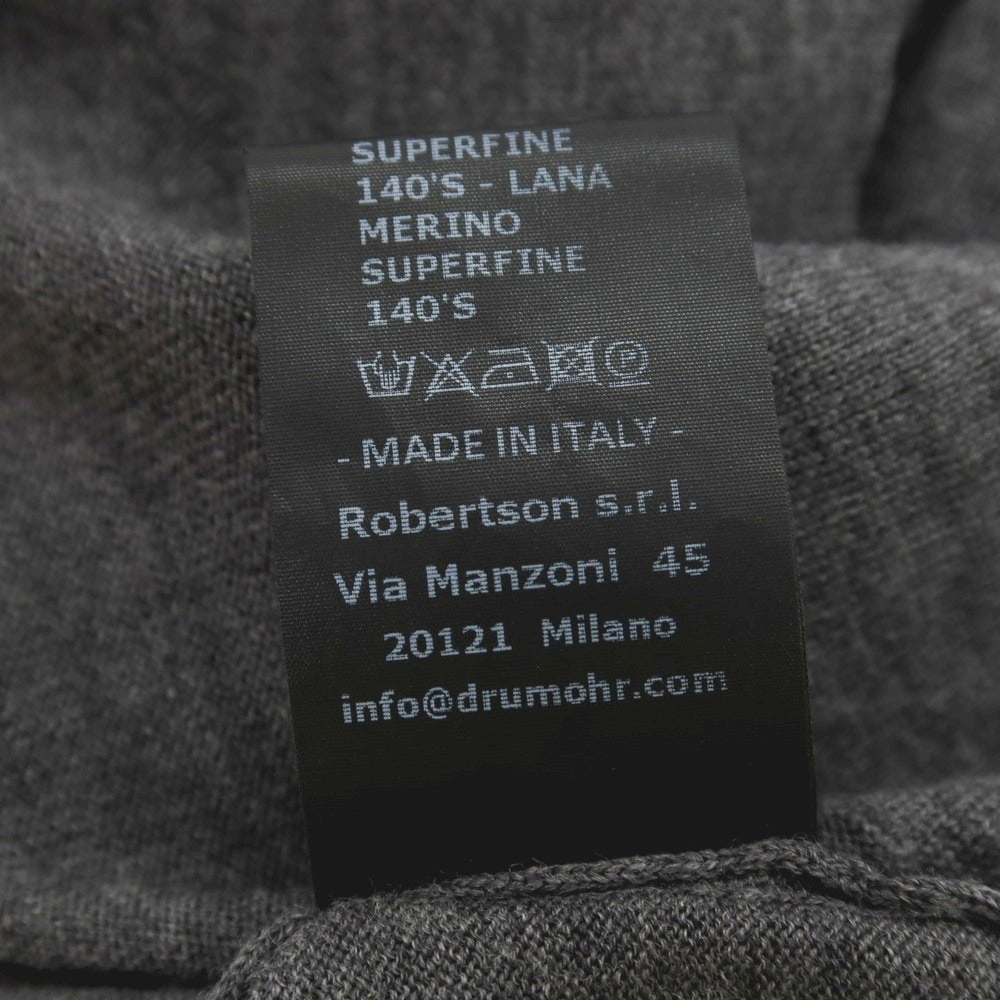 SUPERFINE
140'S - LANA
MERINO
SUPERFINE
140'S
- MADE IN ITALY -
Robertson s.r.l.
Via Manzoni 45
20121 Milano
info@drumohr.com